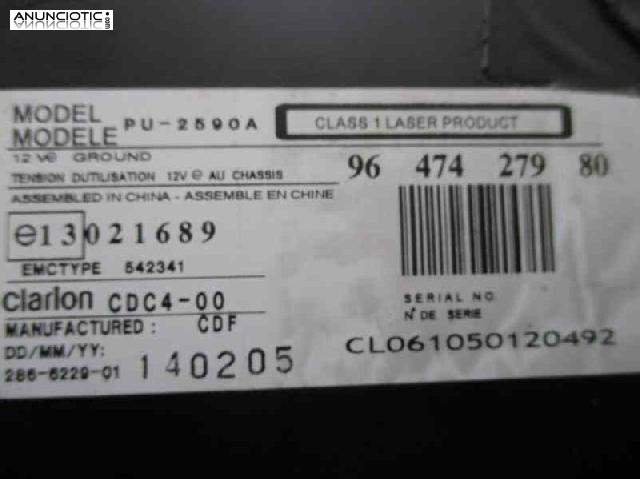 ANUNCIOTIC.es
MODEL
MODELE PU-2590A
CLASS 1 LASER PRODUCT
12 V⊖ GROUND
TENSION DUTILISATION 12V ⊖ AU CHASSIS
96 474 279 80
ASSEMBLED IN CHINA - ASSEMBLE EN CHINE
e13 021689
EMCTYPE 542341
Clarion CDC4-00
MANUFACTURED : CDF
SERIAL NO
N° DE SERIE
DD/MM/YY:
286-6229-01 140205
CL061050120492